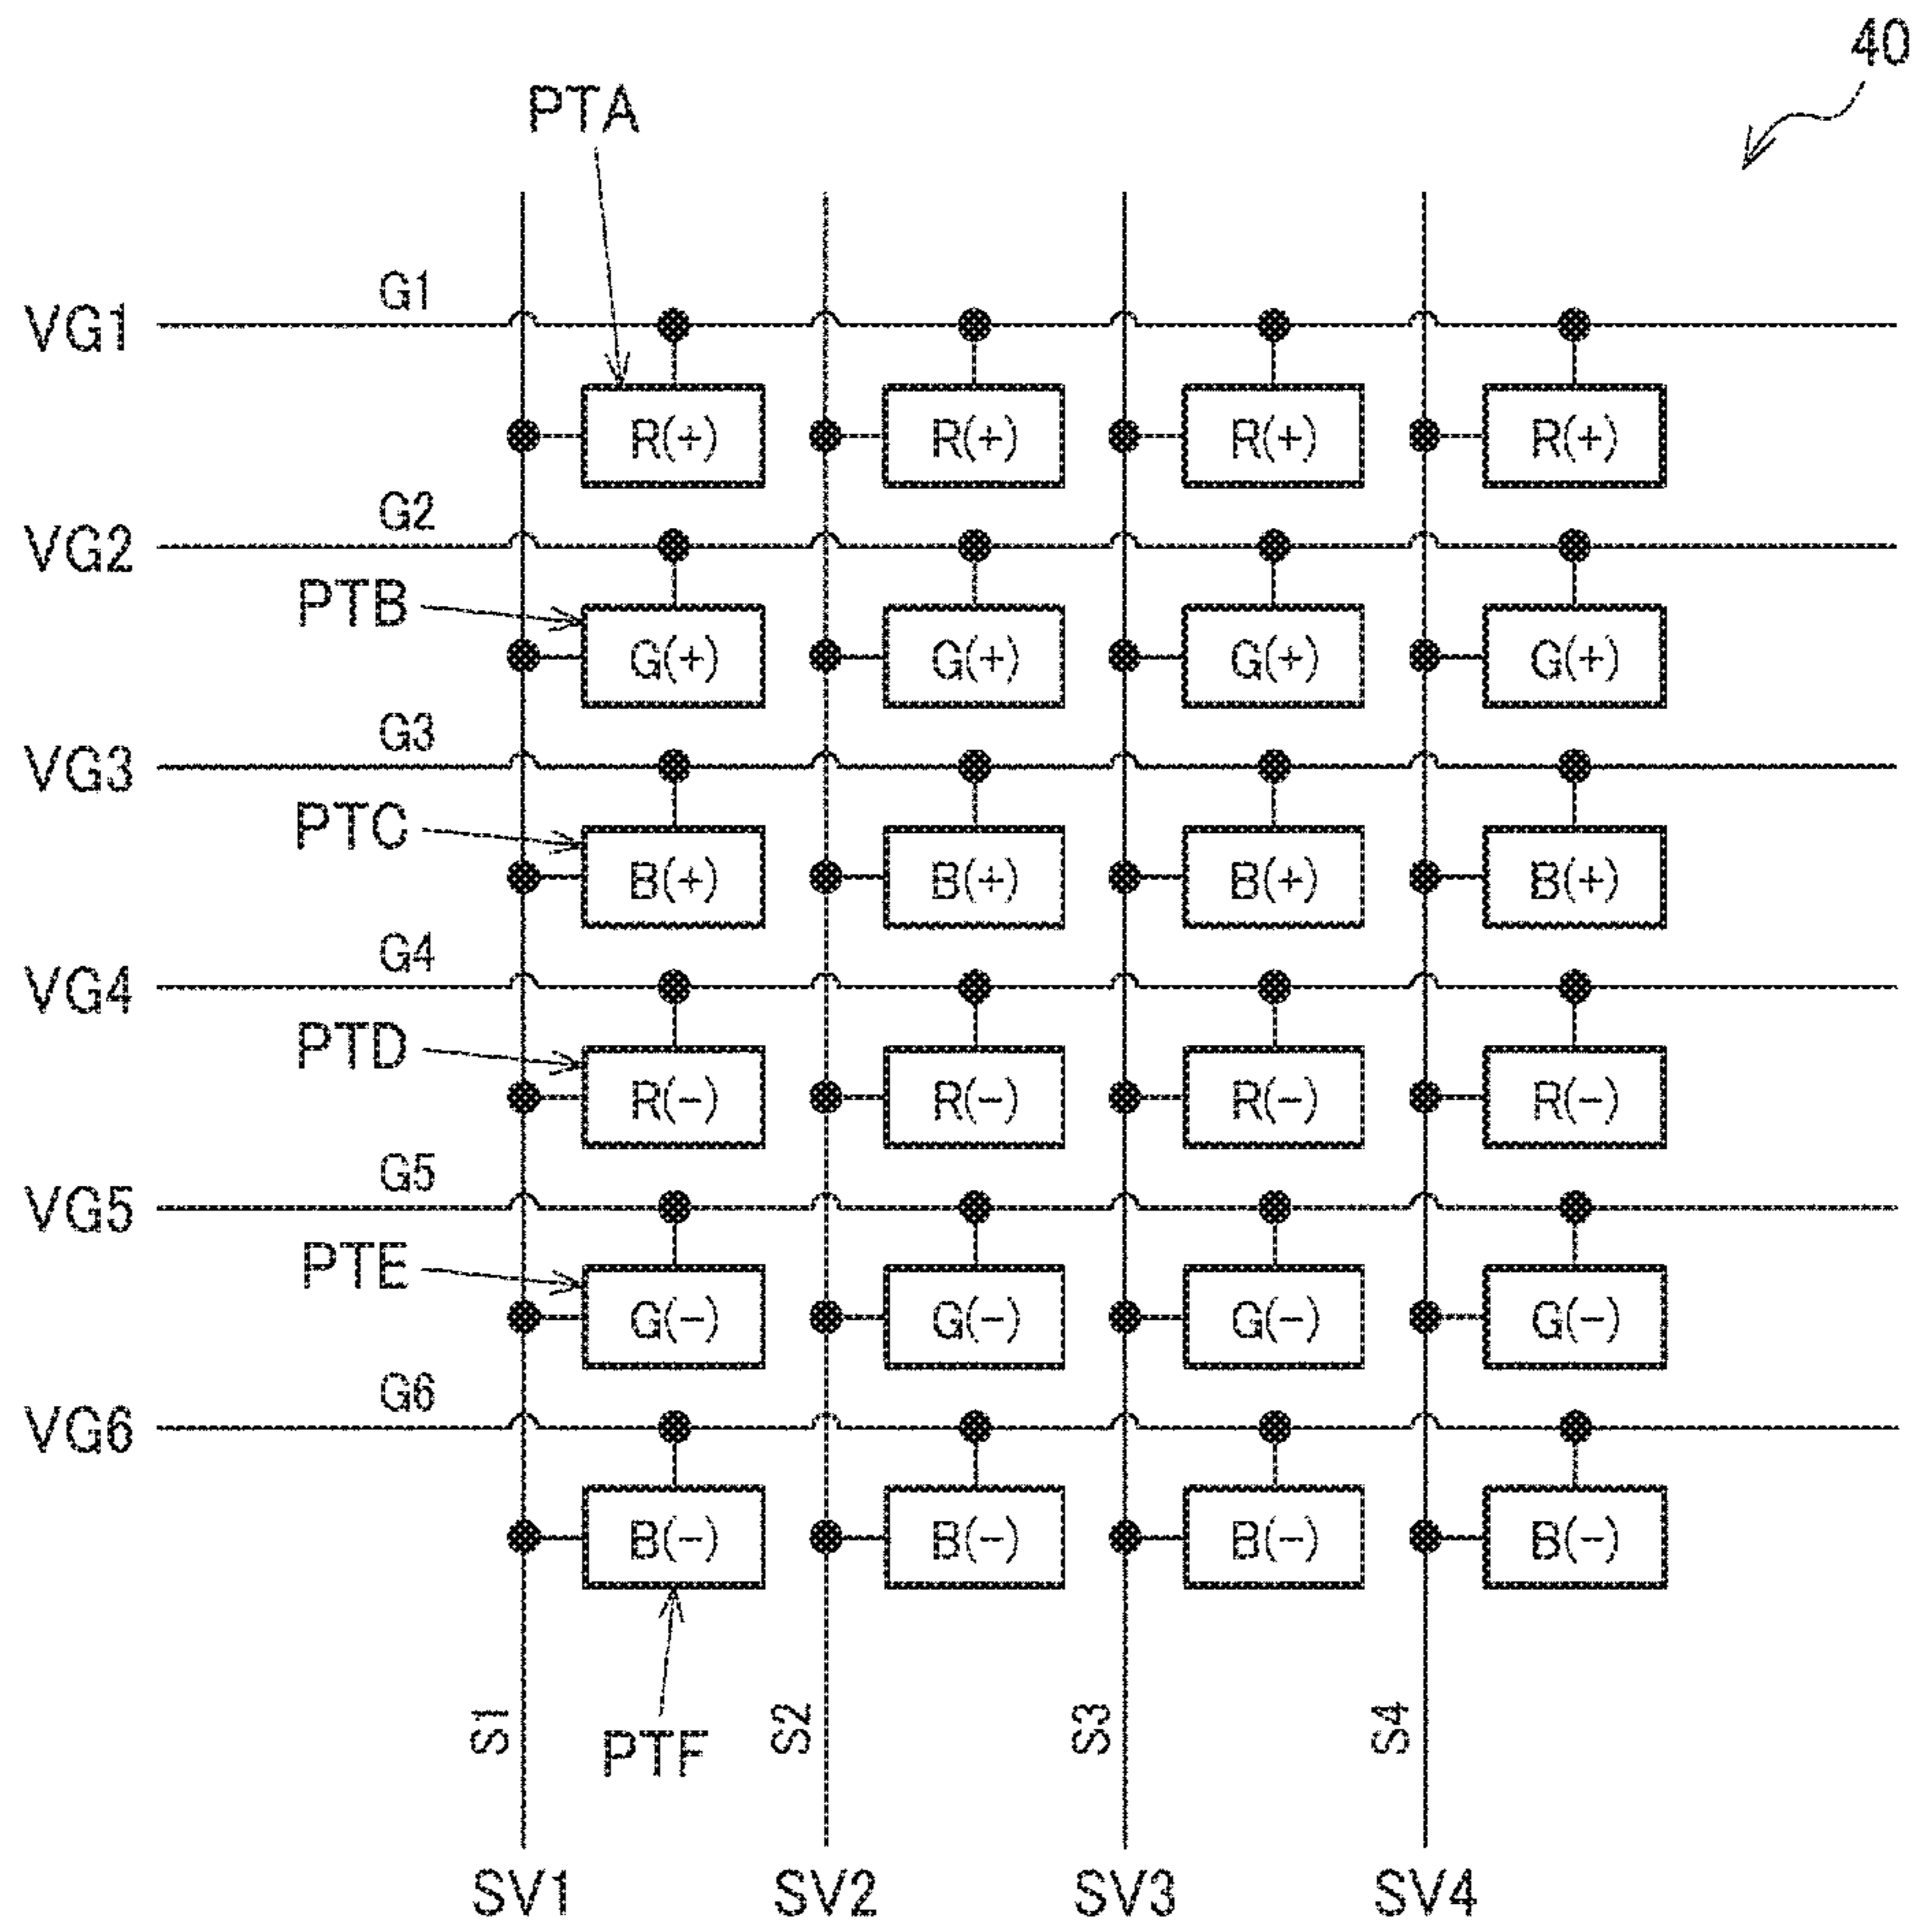 40
PTA
G1
VG1
R(+) R(+) R(+) R(+)
G2
VG2
PTB
G(+) G(+) G(+) G(+)
G3
VG3
PTC
B(+) B(+) B(+) B(+)
G4
VG4
PTD
R(-) R(-) R(-) R(-)
G5
VG5
PTE
G(-) G(-) G(-) G(-)
G6
VG6
B(-) B(-) B(-) B(-)
S1 S2 S3 S4
PTF
SV1 SV2 SV3 SV4